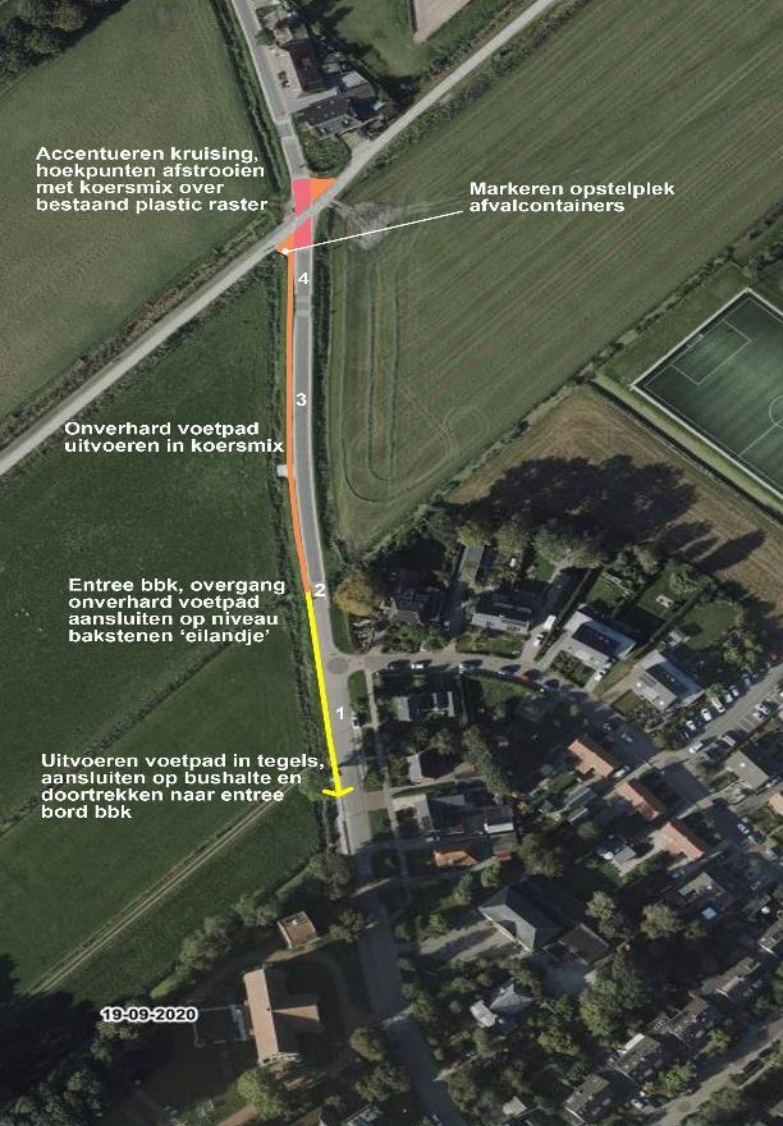 Accentueren kruising,
hoekpunten afstrooien
met koersmix over
bestaand plastic raster
Markeren opstelplek
afvalcontainers
4
3
Onverhard voetpad
uitvoeren in koersmix
Entree bbk, overgang
onverhard voetpad
aansluiten op niveau
bakstenen ‘eilandje’
2
1
Uitvoeren voetpad in tegels,
aansluiten op bushalte en
doortrekken naar entree
bord bbk
19-09-2020